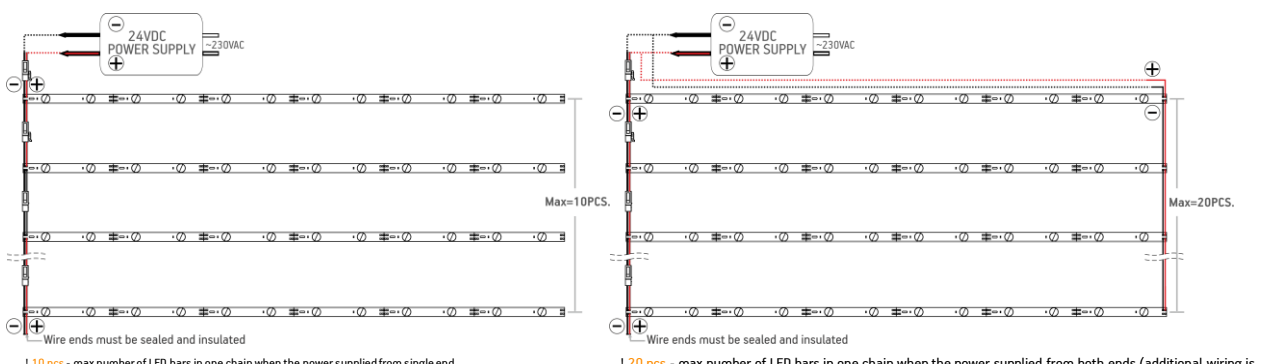 24VDC
POWER SUPPLY
~230VAC
Max=10PCS.
Wire ends must be sealed and insulated
! 10 pcs - max number of LED bars in one chain when the power supplied from single end
24VDC
POWER SUPPLY
~230VAC
Max=20PCS.
Wire ends must be sealed and insulated
! 20 pcs - max number of LED bars in one chain when the power supplied from both ends (additional wiring is